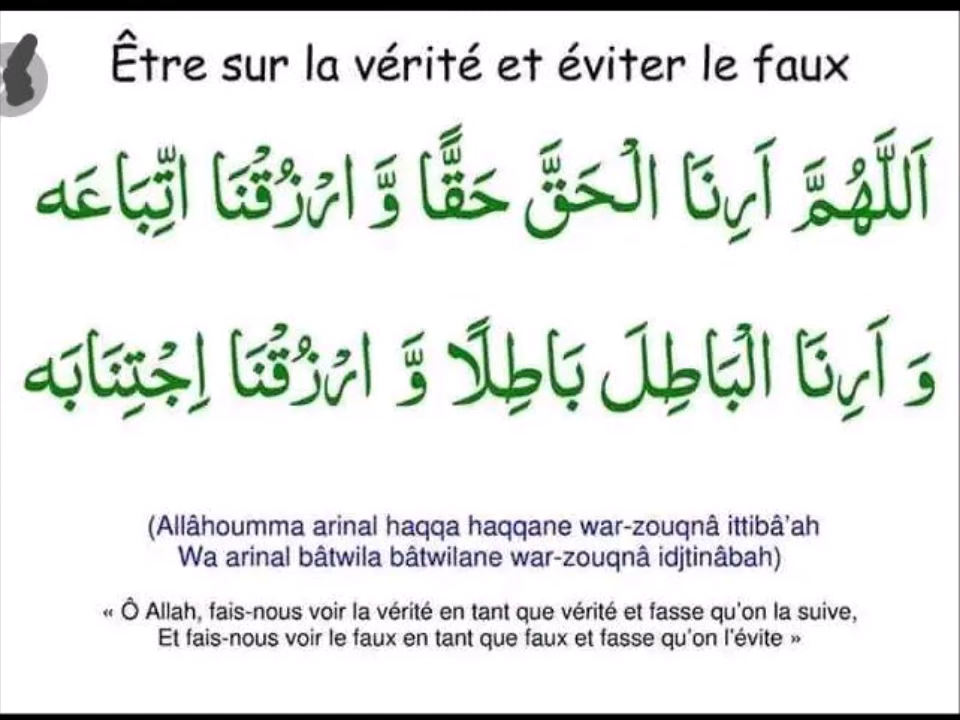 Être sur la vérité et éviter le faux
اَللَّهُمَّ اَرِنَا الْحَقَّ حَقًّا وَّ ارْزُقْنَا اتِّبَاعَه
وَ اَرِنَا الْبَاطِلَ بَاطِلًا وَّ ارْزُقْنَا اِجْتِنَابَه
(Allâhoumma arinal haqqa haqqane war-zouqnâ ittibâ’ah
Wa arinal bâtwila bâtwilane war-zouqnâ idjtinâbah)
« Ô Allah, fais-nous voir la vérité en tant que vérité et fasse qu’on la suive,
Et fais-nous voir le faux en tant que faux et fasse qu’on l’évite »